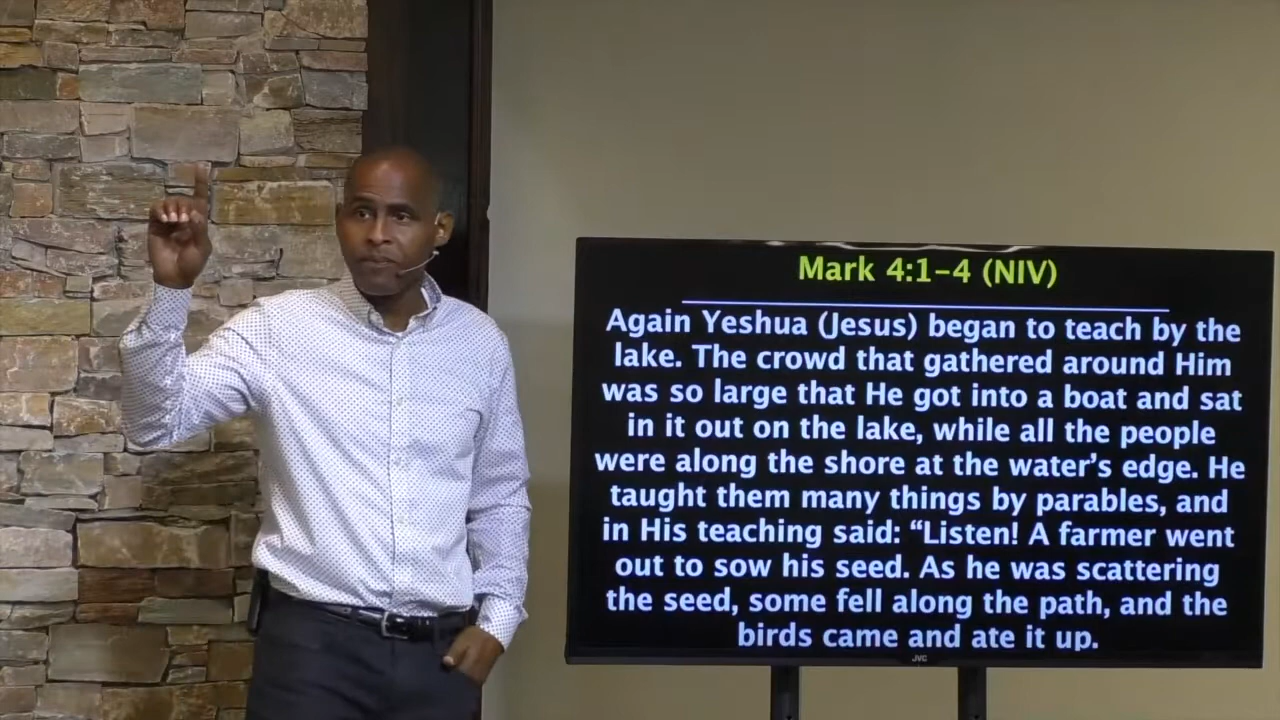 Mark 4:1-4 (NIV)
Again Yeshua (Jesus) began to teach by the
lake. The crowd that gathered around Him
was so large that He got into a boat and sat
in it out on the lake, while all the people
were along the shore at the water's edge. He
taught them many things by parables, and
in His teaching said: “Listen! A farmer went
out to sow his seed. As he was scattering
the seed, some fell along the path, and the
birds came and ate it up.
JVC